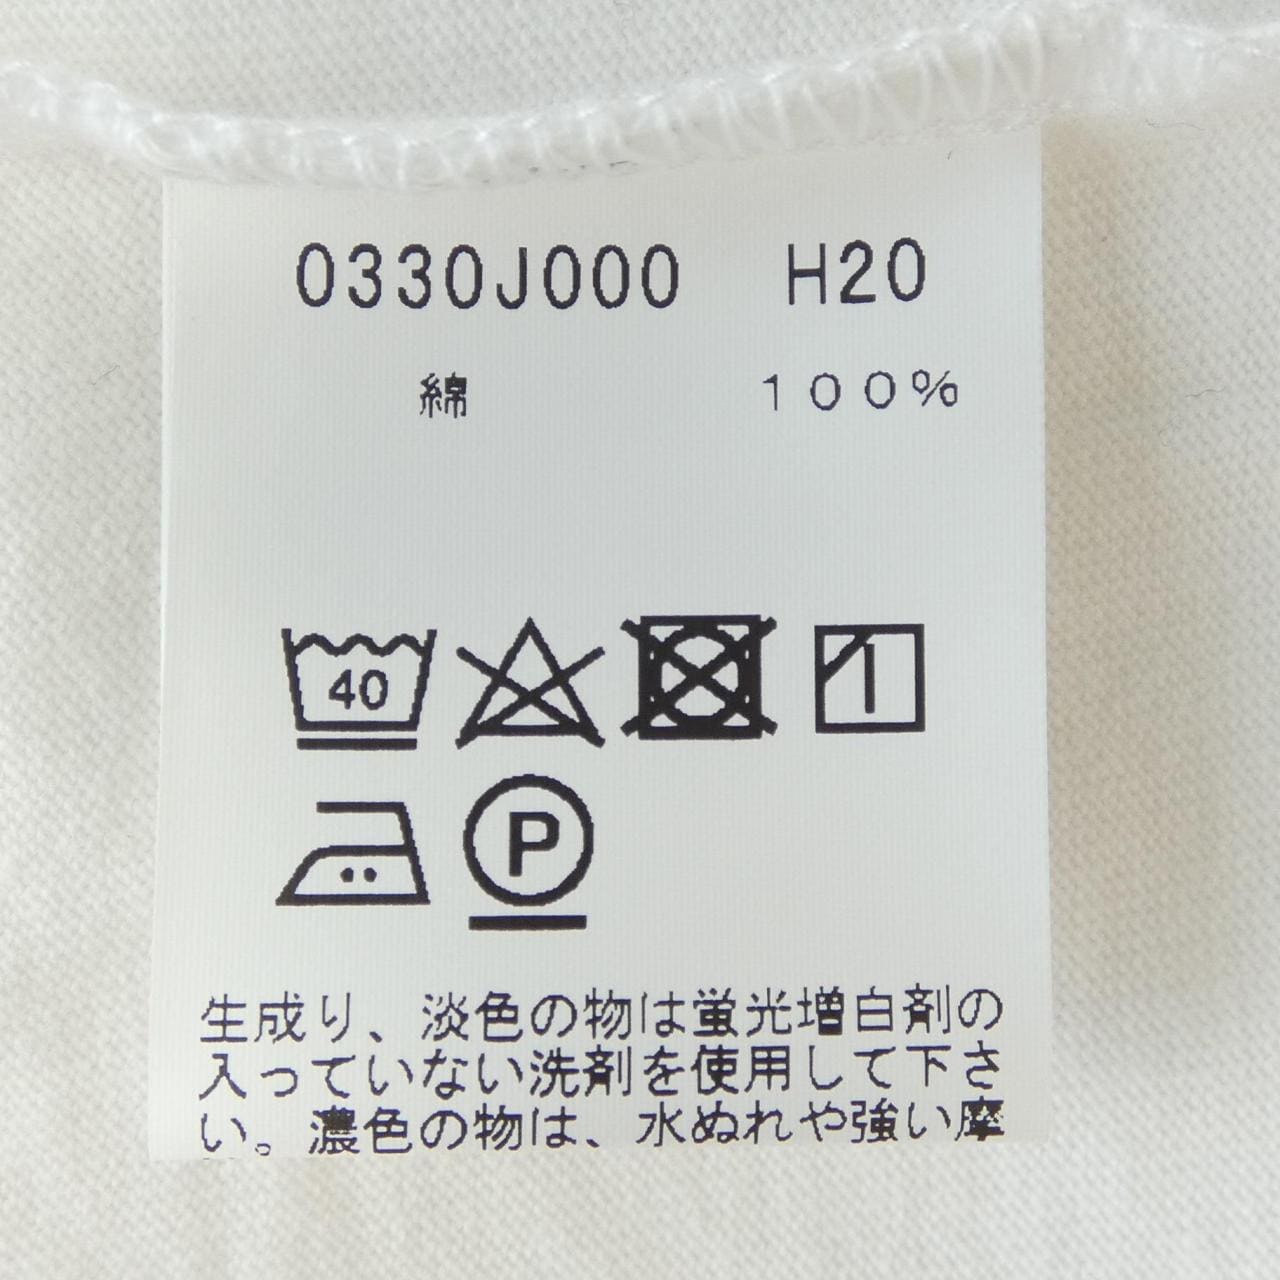 0330J000 H20
綿 100%
40
P
生成り、淡色の物は蛍光増白剤の
入っていない洗剤を使用して下さ
い。濃色の物は、水ぬれや強い摩